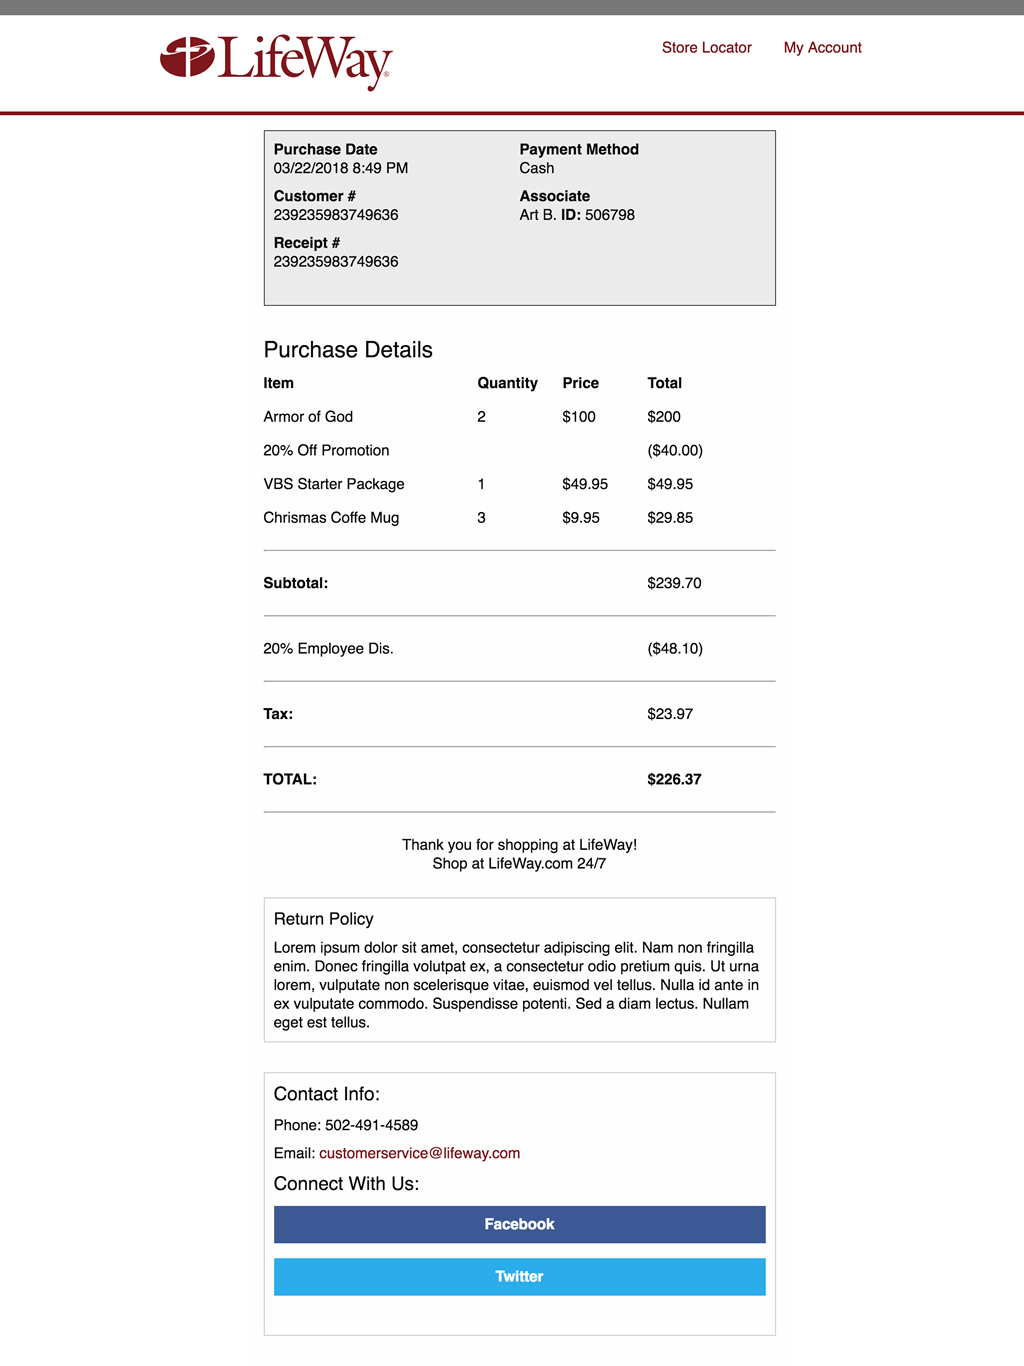 LifeWay®
Store Locator My Account
Purchase Date Payment Method
03/22/2018 8:49 PM Cash
Customer # Associate
239235983749636 Art B. ID: 506798
Receipt #
239235983749636
Purchase Details
Item Quantity Price Total
Armor of God 2 $100 $200
20% Off Promotion ($40.00)
VBS Starter Package 1 $49.95 $49.95
Chrismas Coffe Mug 3 $9.95 $29.85
Subtotal: $239.70
20% Employee Dis. ($48.10)
Tax: $23.97
TOTAL: $226.37
Thank you for shopping at LifeWay!
Shop at LifeWay.com 24/7
Return Policy
Lorem ipsum dolor sit amet, consectetur adipiscing elit. Nam non fringilla
enim. Donec fringilla volutpat ex, a consectetur odio pretium quis. Ut urna
lorem, vulputate non scelerisque vitae, euismod vel tellus. Nulla id ante in
ex vulputate commodo. Suspendisse potenti. Sed a diam lectus. Nullam
eget est tellus.
Contact Info:
Phone: 502-491-4589
Email: customerservice@lifeway.com
Connect With Us:
Facebook
Twitter